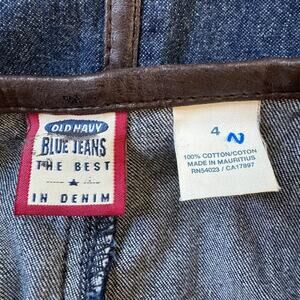 OLD NAVY
BLUE JEANS
THE BEST
IN DENIM
4 N
100% COTTON/COTON
MADE IN MAURITIUS
RN54023 / CA17897